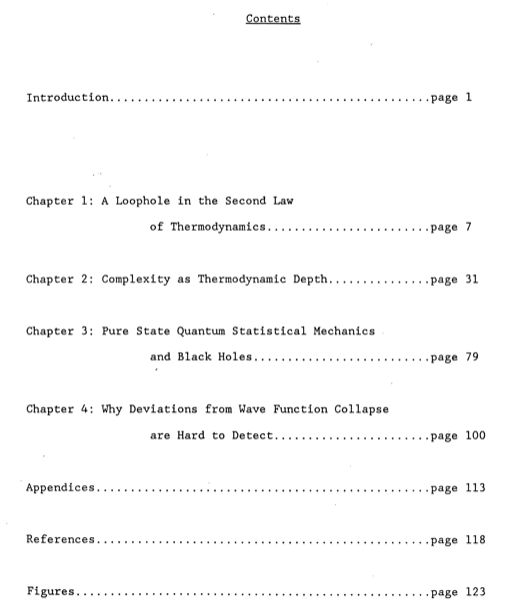 Contents
Introduction...............................................page 1
Chapter 1: A Loophole in the Second Law
of Thermodynamics........................page 7
Chapter 2: Complexity as Thermodynamic Depth...............page 31
Chapter 3: Pure State Quantum Statistical Mechanics
and Black Holes..........................page 79
Chapter 4: Why Deviations from Wave Function Collapse
are Hard to Detect.......................page 100
Appendices.................................................page 113
References.................................................page 118
Figures....................................................page 123